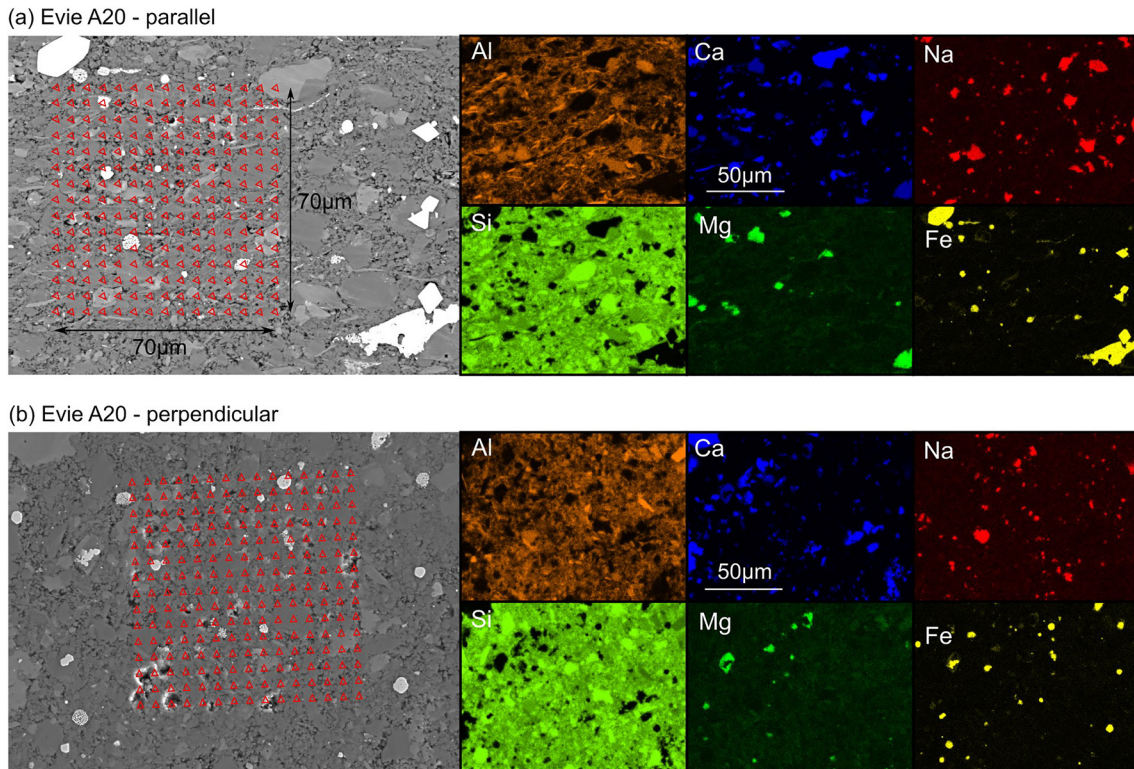 (a) Evie A20 - parallel
Al
Ca
Na
50µm
70µm
Si
Mg
Fe
70µm
(b) Evie A20 - perpendicular
Al
Ca
Na
50µm
Si
Mg
Fe